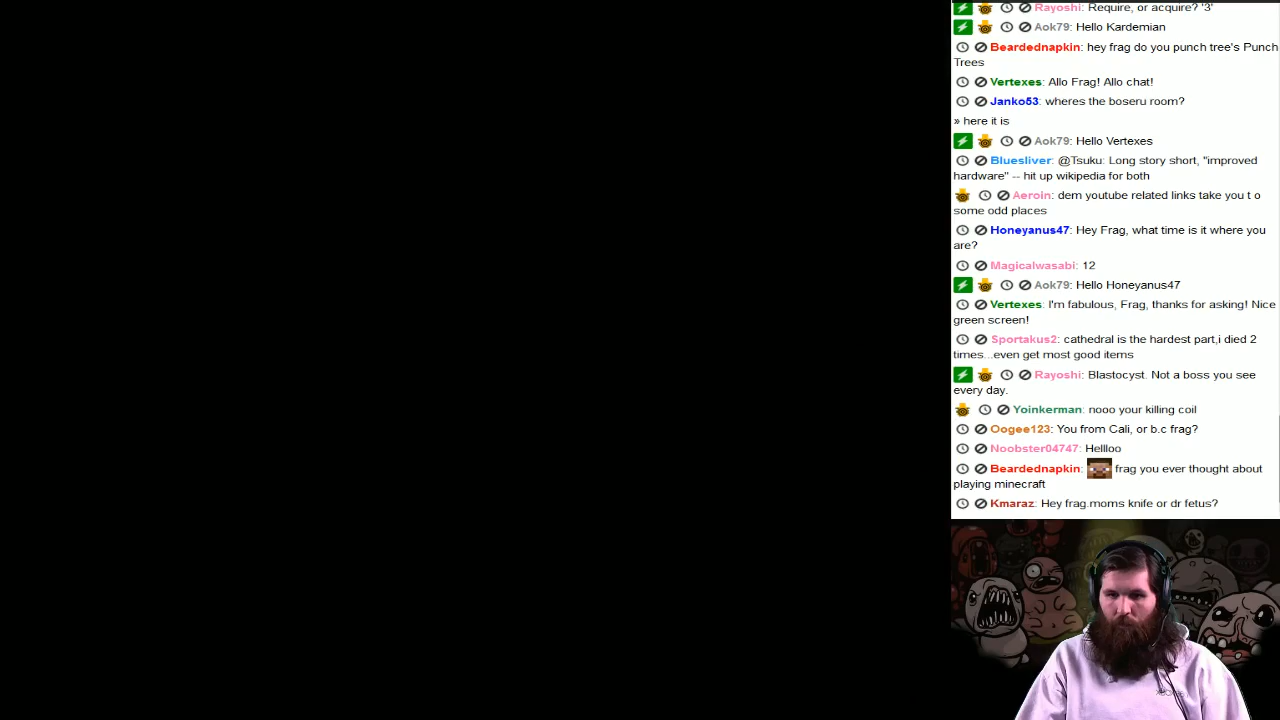 Rayoshi: Require, or acquire? '3'
Aok79: Hello Kardemian
Beardednapkin: hey frag do you punch tree's Punch
Trees
Vertexes: Allo Frag! Allo chat!
Janko53: wheres the boseru room?
» here it is
Aok79: Hello Vertexes
Bluesliver: @Tsuku: Long story short, "improved
hardware" -- hit up wikipedia for both
Aeroin: dem youtube related links take you t o
some odd places
Honeyanus47: Hey Frag, what time is it where you
are?
Magicalwasabi: 12
Aok79: Hello Honeyanus47
Vertexes: I'm fabulous, Frag, thanks for asking! Nice
green screen!
Sportakus2: cathedral is the hardest part,i died 2
times...even get most good items
Rayoshi: Blastocyst. Not a boss you see
every day.
Yoinkerman: nooo your killing coil
Oogee123: You from Cali, or b.c frag?
Noobster04747: Hellloo
Beardednapkin: frag you ever thought about
playing minecraft
Kmaraz: Hey frag.moms knife or dr fetus?